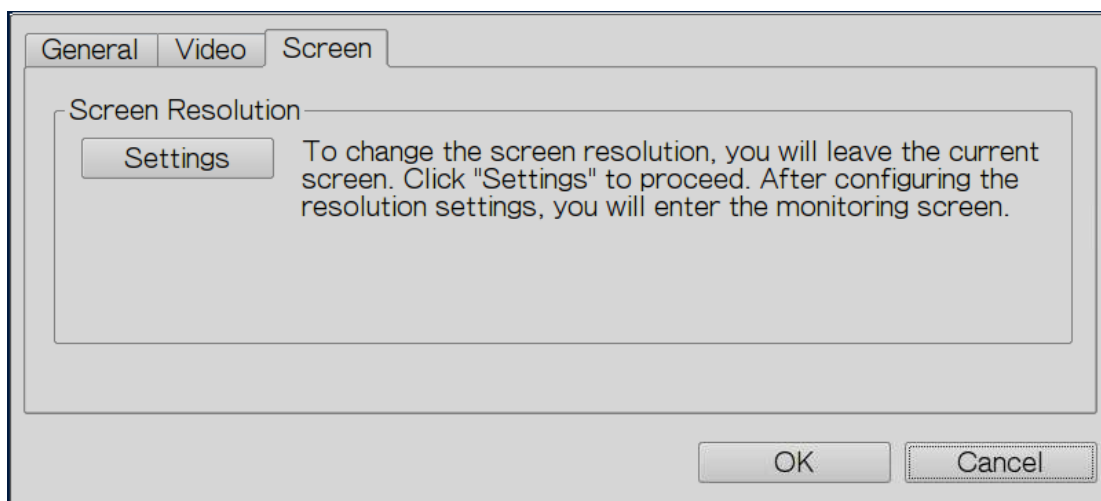 General Video Screen
Screen Resolution
Settings
To change the screen resolution, you will leave the current
screen. Click "Settings" to proceed. After configuring the
resolution settings, you will enter the monitoring screen.
OK Cancel